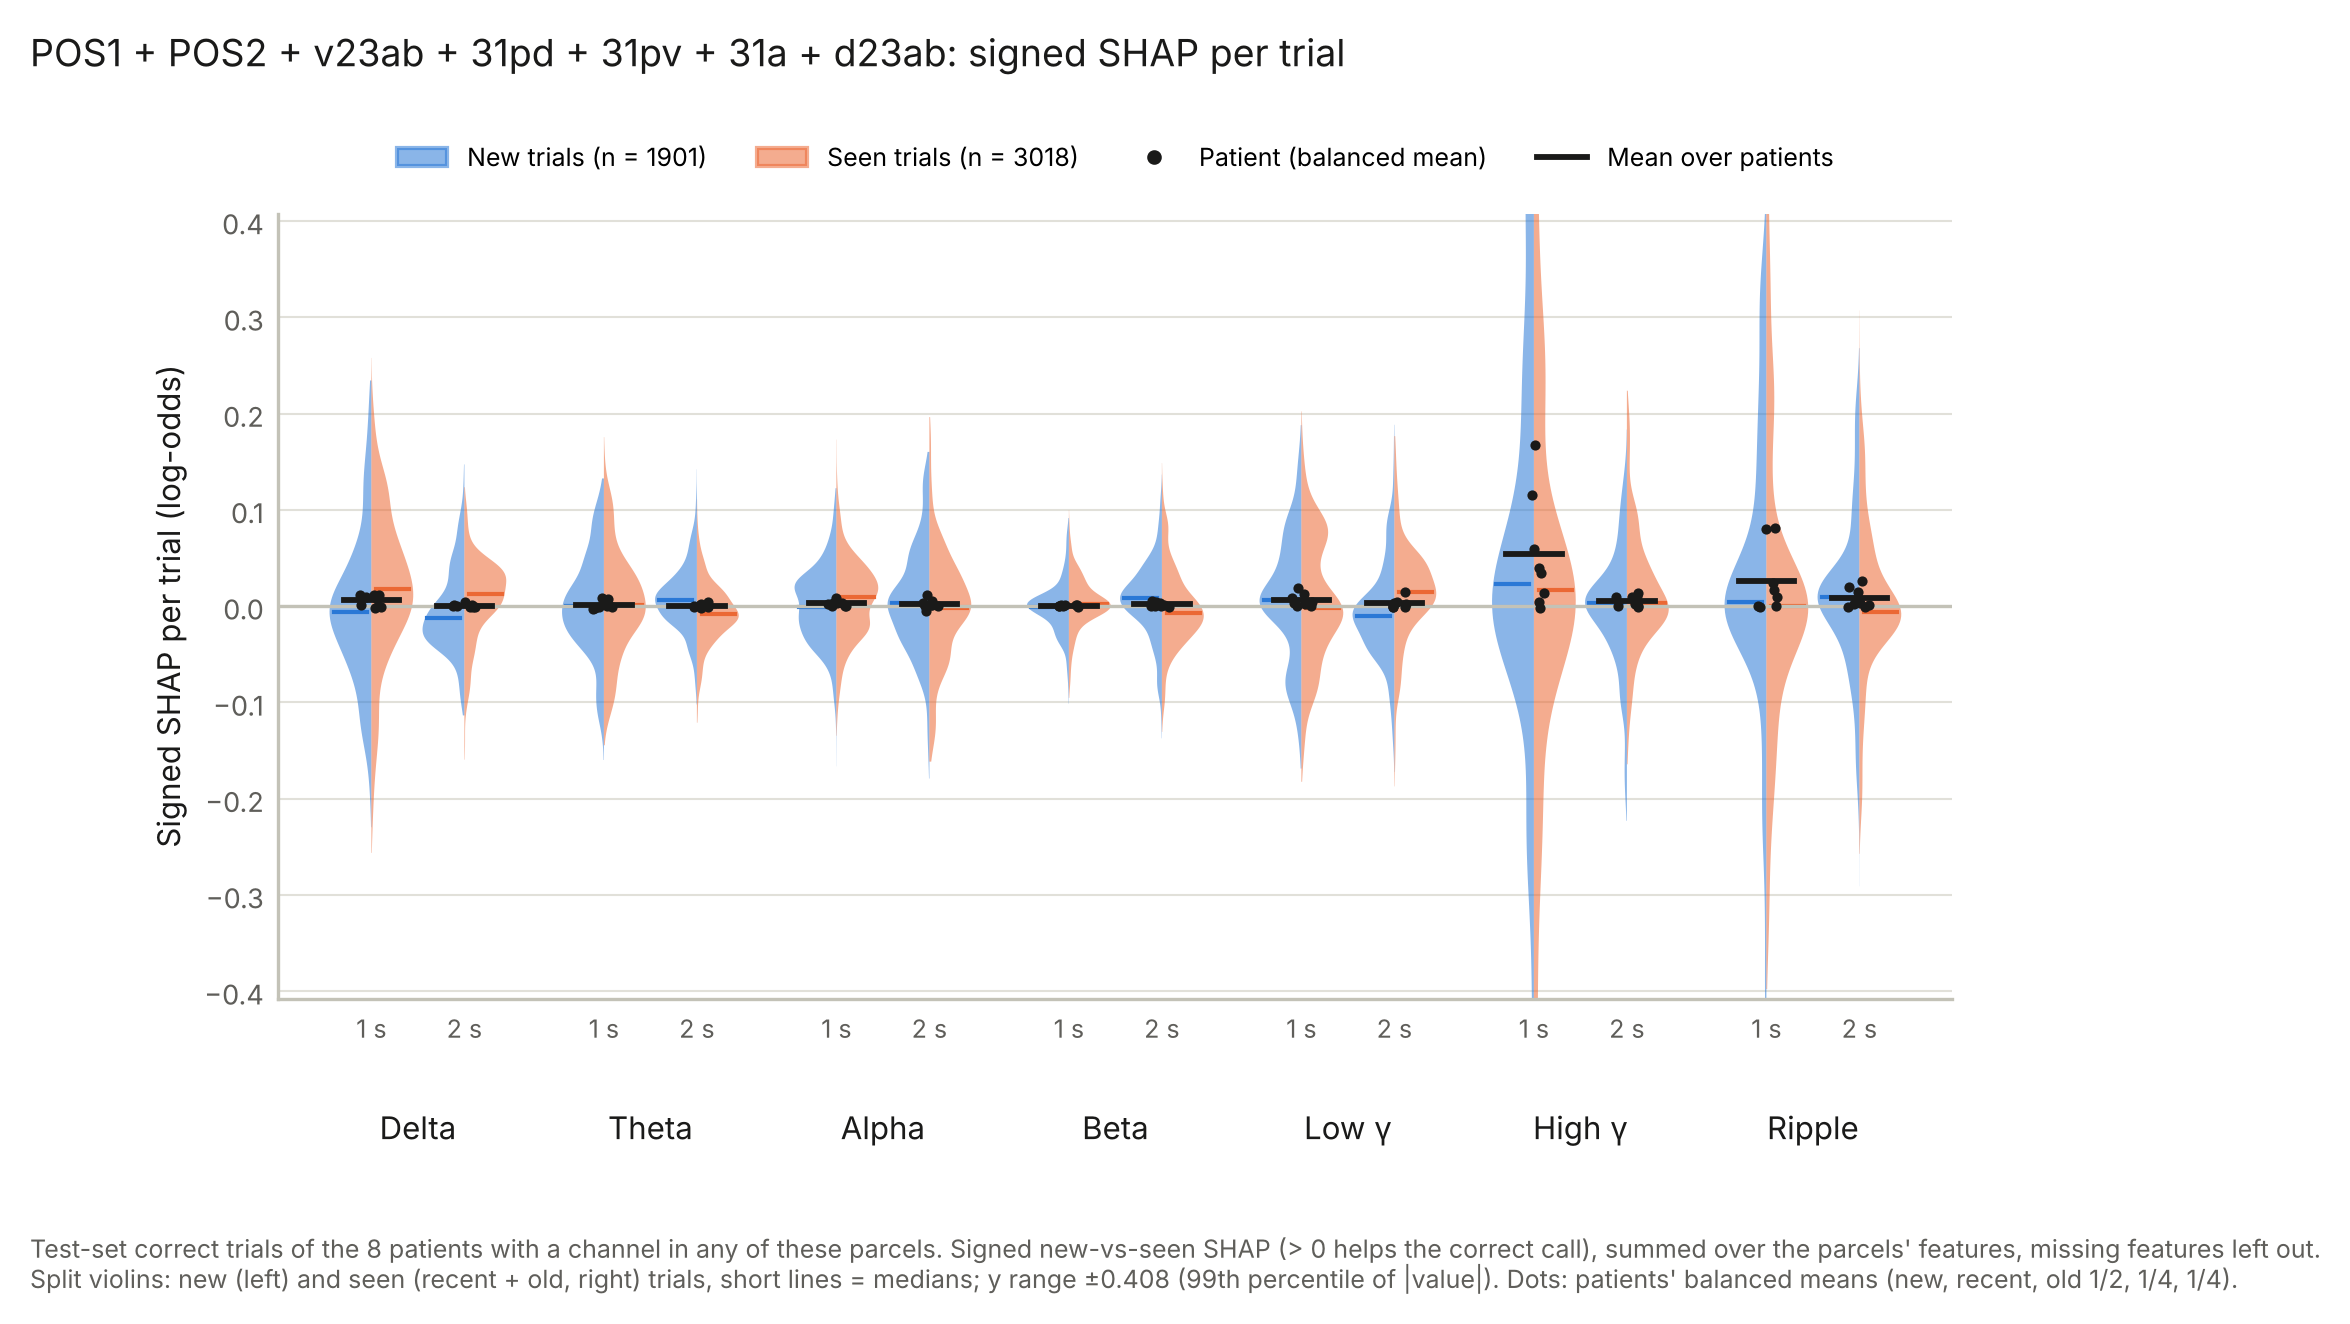 POS1 + POS2 + v23ab + 31pd + 31pv + 31a + d23ab: signed SHAP per trial
New trials (n = 1901) Seen trials (n = 3018) Patient (balanced mean) Mean over patients
Signed SHAP per trial (log-odds)
0.4
0.3
0.2
0.1
0.0
−0.1
−0.2
−0.3
−0.4
1 s 2 s 1 s 2 s 1 s 2 s 1 s 2 s 1 s 2 s 1 s 2 s 1 s 2 s
Delta Theta Alpha Beta Low γ High γ Ripple
Test-set correct trials of the 8 patients with a channel in any of these parcels. Signed new-vs-seen SHAP (> 0 helps the correct call), summed over the parcels' features, missing features left out.
Split violins: new (left) and seen (recent + old, right) trials, short lines = medians; y range ±0.408 (99th percentile of |value|). Dots: patients' balanced means (new, recent, old 1/2, 1/4, 1/4).